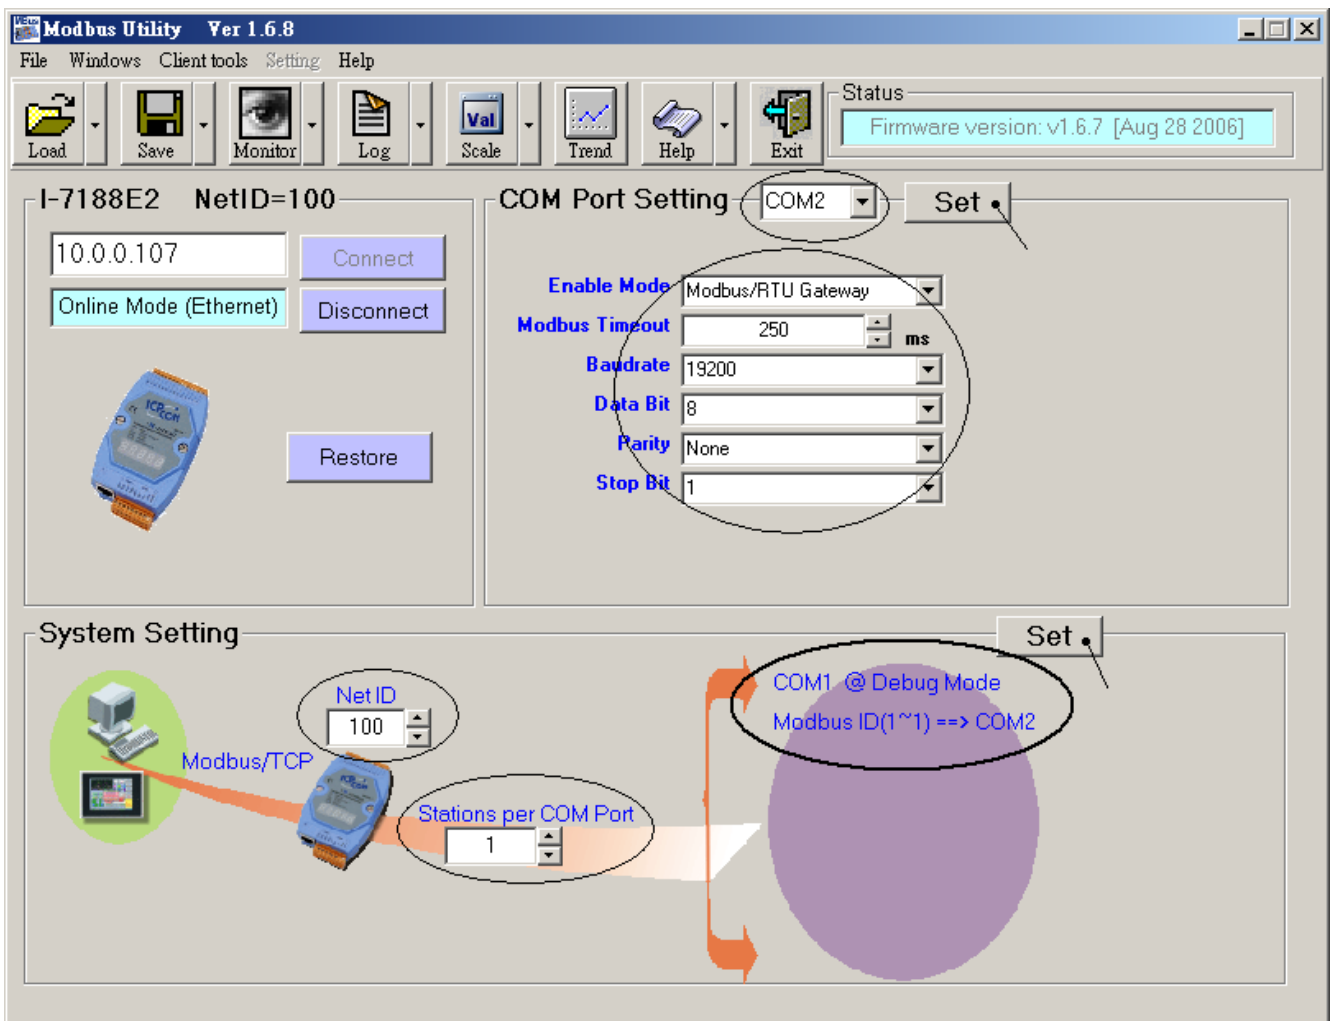 Modbus Utility Ver 1.6.8
File Windows Client tools Setting Help
Load Save Monitor Log Val Scale Trend Help Exit
Status
Firmware version: v1.6.7 [Aug 28 2006]
I-7188E2 NetID=100
10.0.0.107
Connect
Online Mode (Ethernet)
Disconnect
Restore
COM Port Setting COM2 Set
Enable Mode Modbus/RTU Gateway
Modbus Timeout 250 ms
Baudrate 19200
Data Bit 8
Parity None
Stop Bit 1
System Setting
Set
Net ID
100
Modbus/TCP
Stations per COM Port
1
COM1 @ Debug Mode
Modbus ID(1~1) ==> COM2